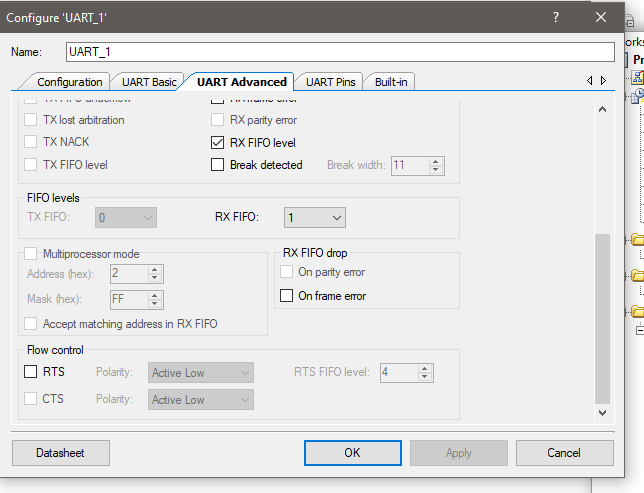 Configure 'UART_1'
Name: UART_1
Configuration UART Basic UART Advanced UART Pins Built-in
TX lost arbitration RX parity error
TX NACK RX FIFO level
TX FIFO level Break detected Break width: 11
FIFO levels
TX FIFO: 0 RX FIFO: 1
Multiprocessor mode RX FIFO drop
Address (hex): 2 On parity error
Mask (hex): FF On frame error
Accept matching address in RX FIFO
Flow control
RTS Polarity: Active Low RTS FIFO level: 4
CTS Polarity: Active Low
Datasheet OK Apply Cancel